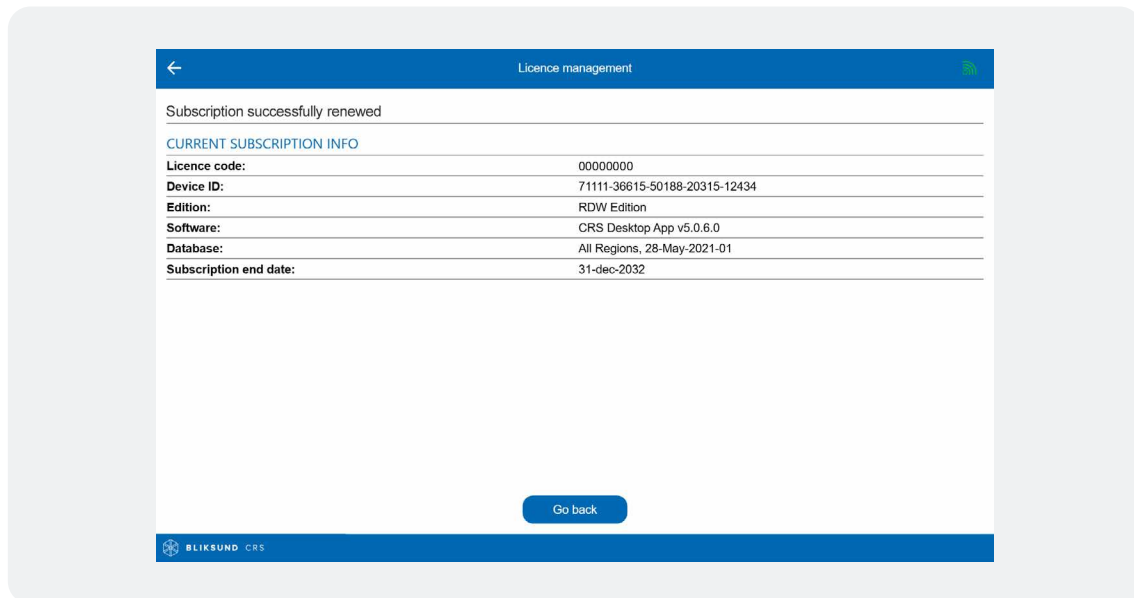 Licence management
Subscription successfully renewed
CURRENT SUBSCRIPTION INFO
Licence code: 00000000
Device ID: 71111-36615-50188-20315-12434
Edition: RDW Edition
Software: CRS Desktop App v5.0.6.0
Database: All Regions, 28-May-2021-01
Subscription end date: 31-dec-2032
Go back
BLIKSUND CRS